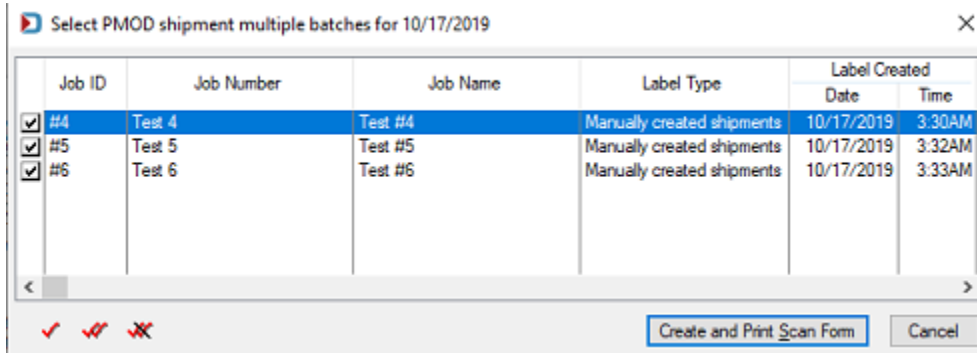 Select PMOD shipment multiple batches for 10/17/2019
Job ID Job Number Job Name Label Type Label Created
Date Time
#4 Test 4 Test #4 Manually created shipments 10/17/2019 3:30AM
#5 Test 5 Test #5 Manually created shipments 10/17/2019 3:32AM
#6 Test 6 Test #6 Manually created shipments 10/17/2019 3:33AM
Create and Print Scan Form Cancel